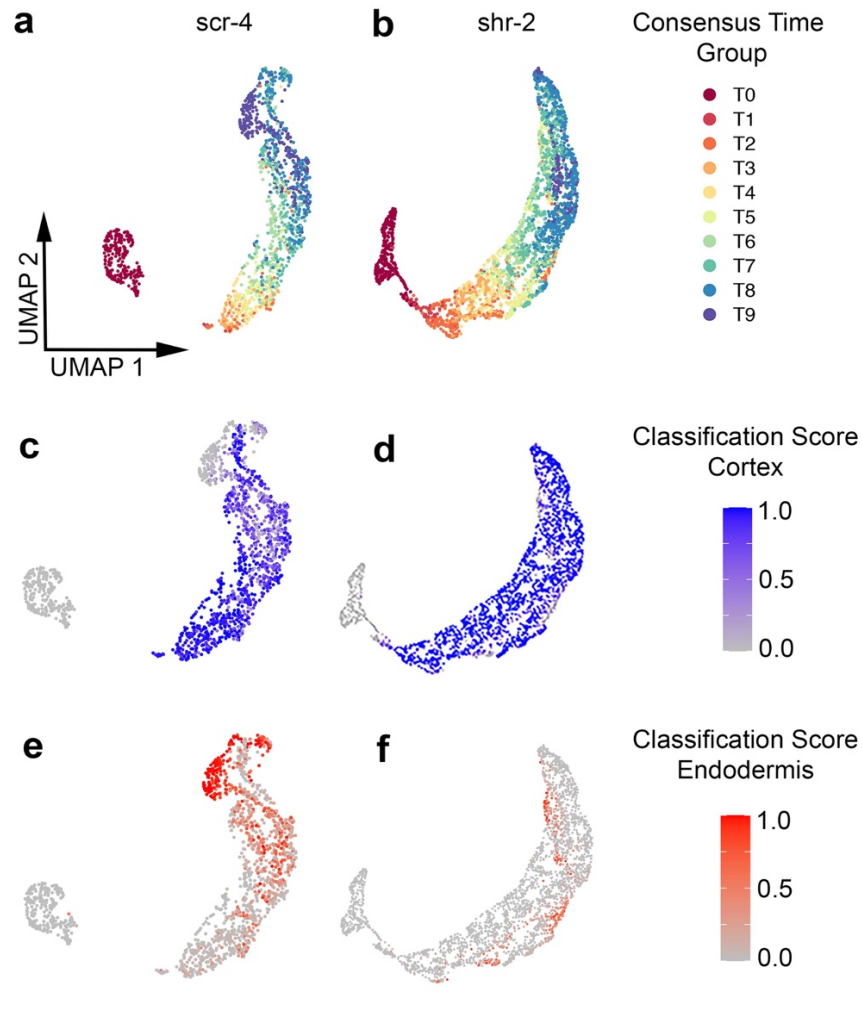 a
scr-4
b
shr-2
Consensus Time
Group
T0
T1
T2
T3
T4
T5
T6
T7
T8
T9
UMAP 2
UMAP 1
c
d
Classification Score
Cortex
1.0
0.5
0.0
e
f
Classification Score
Endodermis
1.0
0.5
0.0